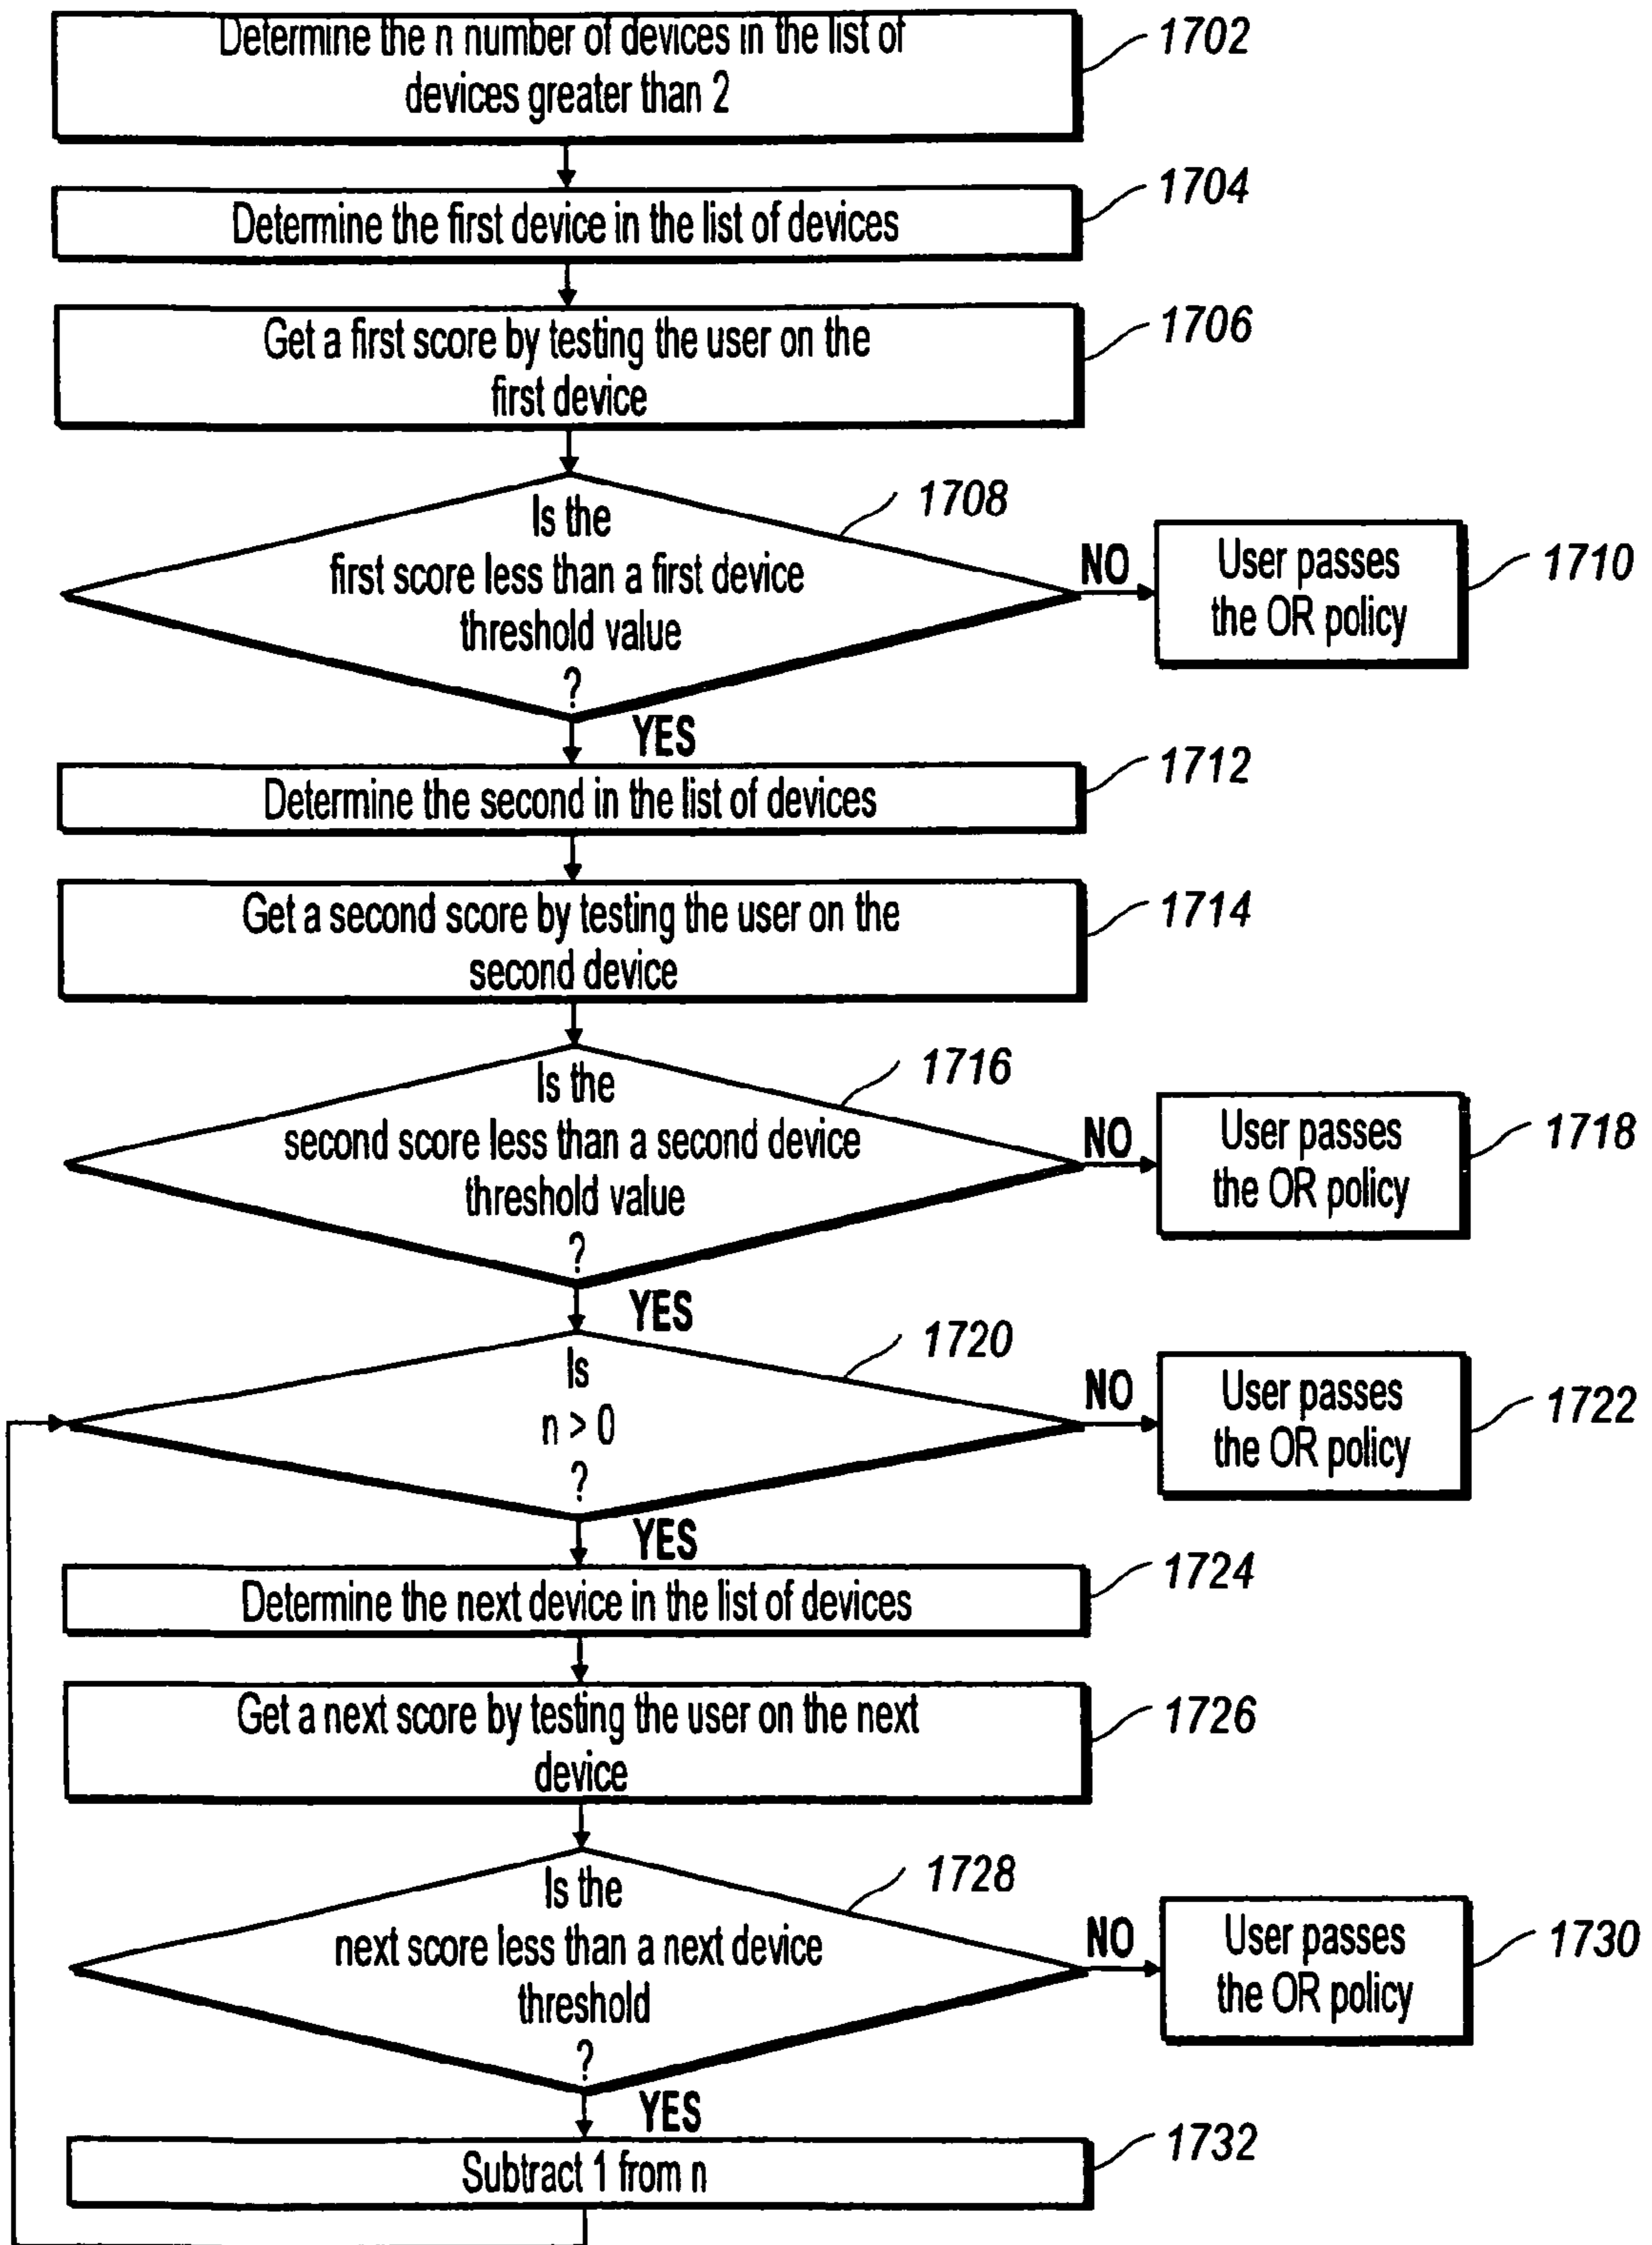 Determine the n number of devices in the list of
devices greater than 2
1702
Determine the first device in the list of devices
1704
Get a first score by testing the user on the
first device
1706
Is the
first score less than a first device
threshold value
?
1708
NO
User passes
the OR policy
1710
YES
Determine the second in the list of devices
1712
Get a second score by testing the user on the
second device
1714
Is the
second score less than a second device
threshold value
?
1716
NO
User passes
the OR policy
1718
YES
Is
n > 0
?
1720
NO
User passes
the OR policy
1722
YES
Determine the next device in the list of devices
1724
Get a next score by testing the user on the next
device
1726
Is the
next score less than a next device
threshold
?
1728
NO
User passes
the OR policy
1730
YES
Subtract 1 from n
1732